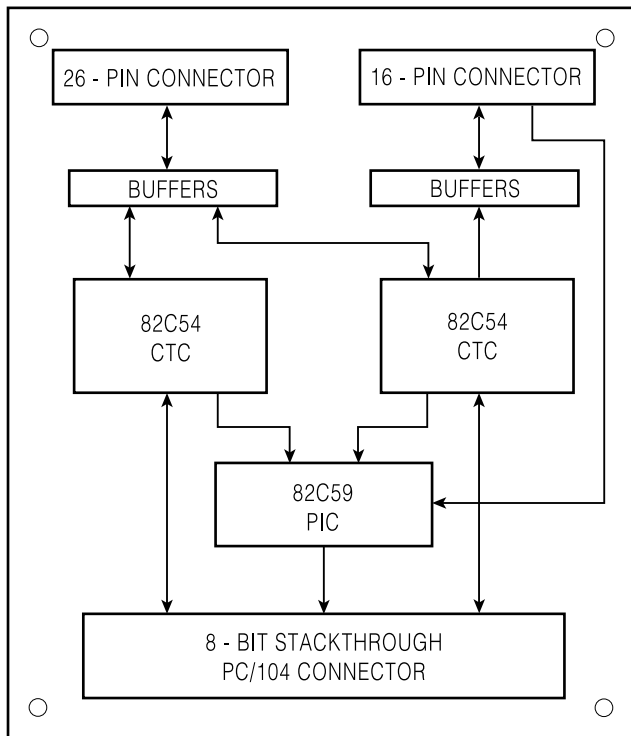 26 - PIN CONNECTOR
16 - PIN CONNECTOR
BUFFERS
BUFFERS
82C54
CTC
82C54
CTC
82C59
PIC
8 - BIT STACKTHROUGH
PC/104 CONNECTOR